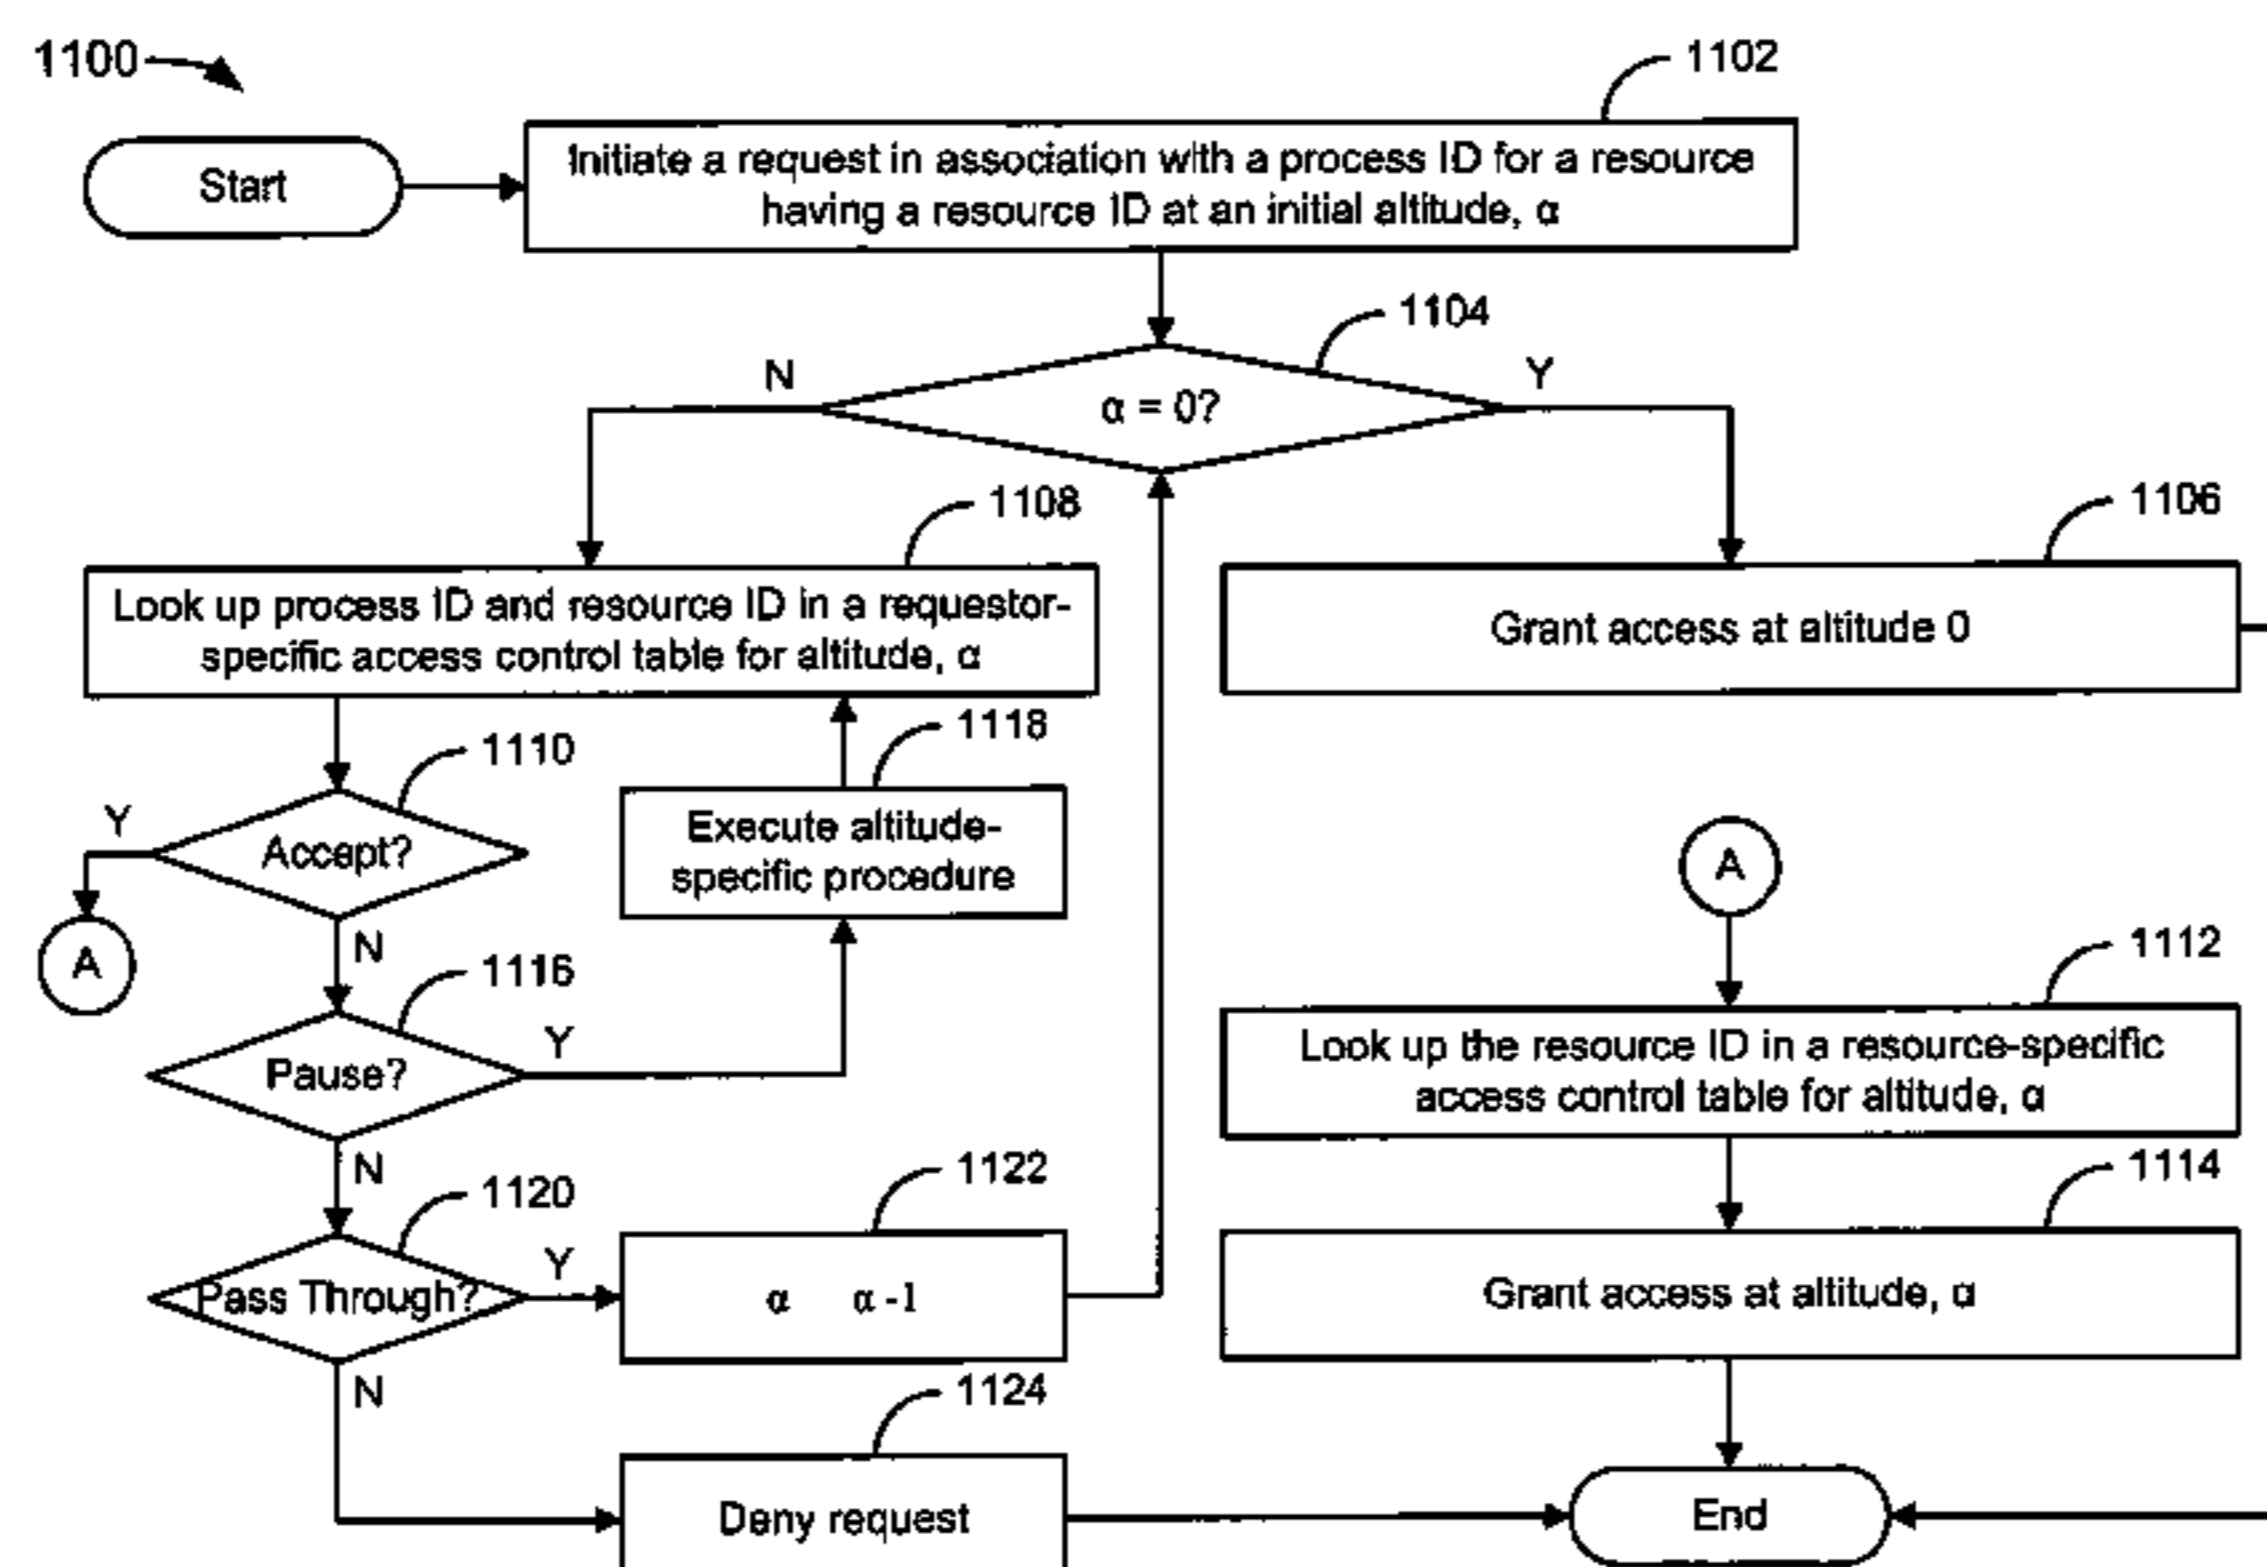 1100
1102
Start
Initiate a request in association with a process ID for a resource
having a resource ID at an initial altitude, α
1104
N
Y
α = 0?
1108
1106
Look up process ID and resource ID in a requestor-
specific access control table for altitude, α
Grant access at altitude 0
1110
1118
Y
Accept?
Execute altitude-
specific procedure
A
A
N
1116
1112
Y
Pause?
Look up the resource ID in a resource-specific
access control table for altitude, α
N
1120
1122
1114
Y
Pass Through?
α α -1
Grant access at altitude, α
N
1124
Deny request
End